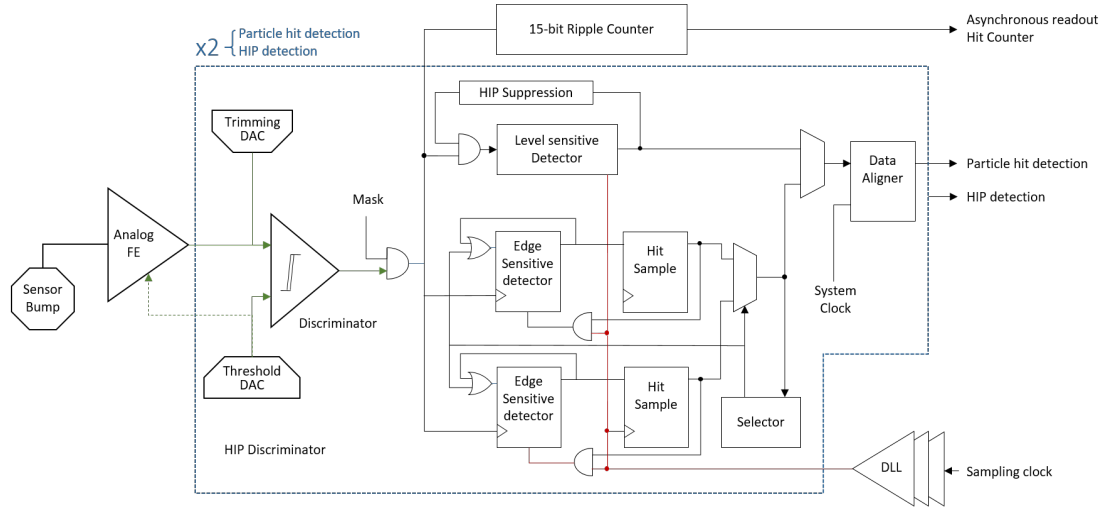 x2
Particle hit detection
HIP detection
15-bit Ripple Counter
Asynchronous readout
Hit Counter
HIP Suppression
Trimming
DAC
Level sensitive
Detector
Data
Aligner
Particle hit detection
HIP detection
Mask
Analog
FE
Edge
Sensitive
detector
Hit
Sample
Sensor
Bump
System
Clock
Discriminator
Threshold
DAC
Edge
Sensitive
detector
Hit
Sample
Selector
HIP Discriminator
DLL
Sampling clock